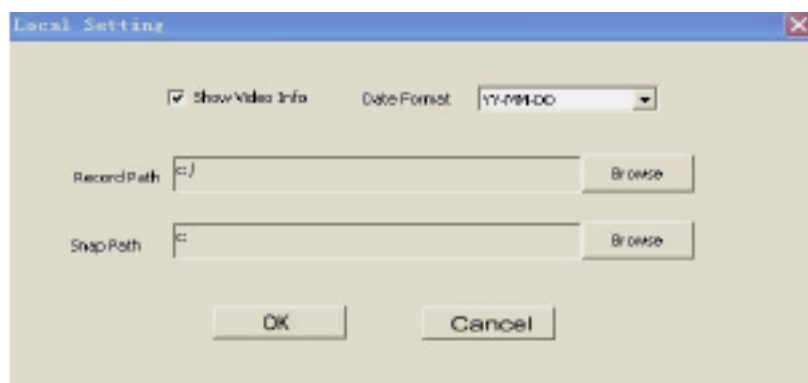 Local Setting
Show Video Info Date Format YY-MM-DD
Record Path c:/ Browse
Snap Path c: Browse
OK Cancel